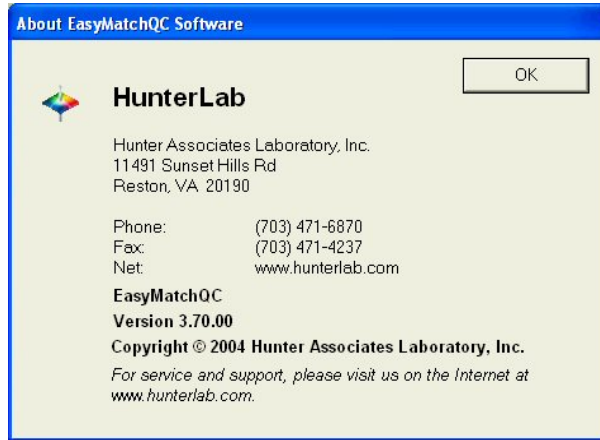 About EasyMatchQC Software
OK
HunterLab
Hunter Associates Laboratory, Inc.
11491 Sunset Hills Rd
Reston, VA 20190
Phone: (703) 471-6870
Fax: (703) 471-4237
Net: www.hunterlab.com
EasyMatchQC
Version 3.70.00
Copyright © 2004 Hunter Associates Laboratory, Inc.
For service and support, please visit us on the Internet at
www.hunterlab.com.